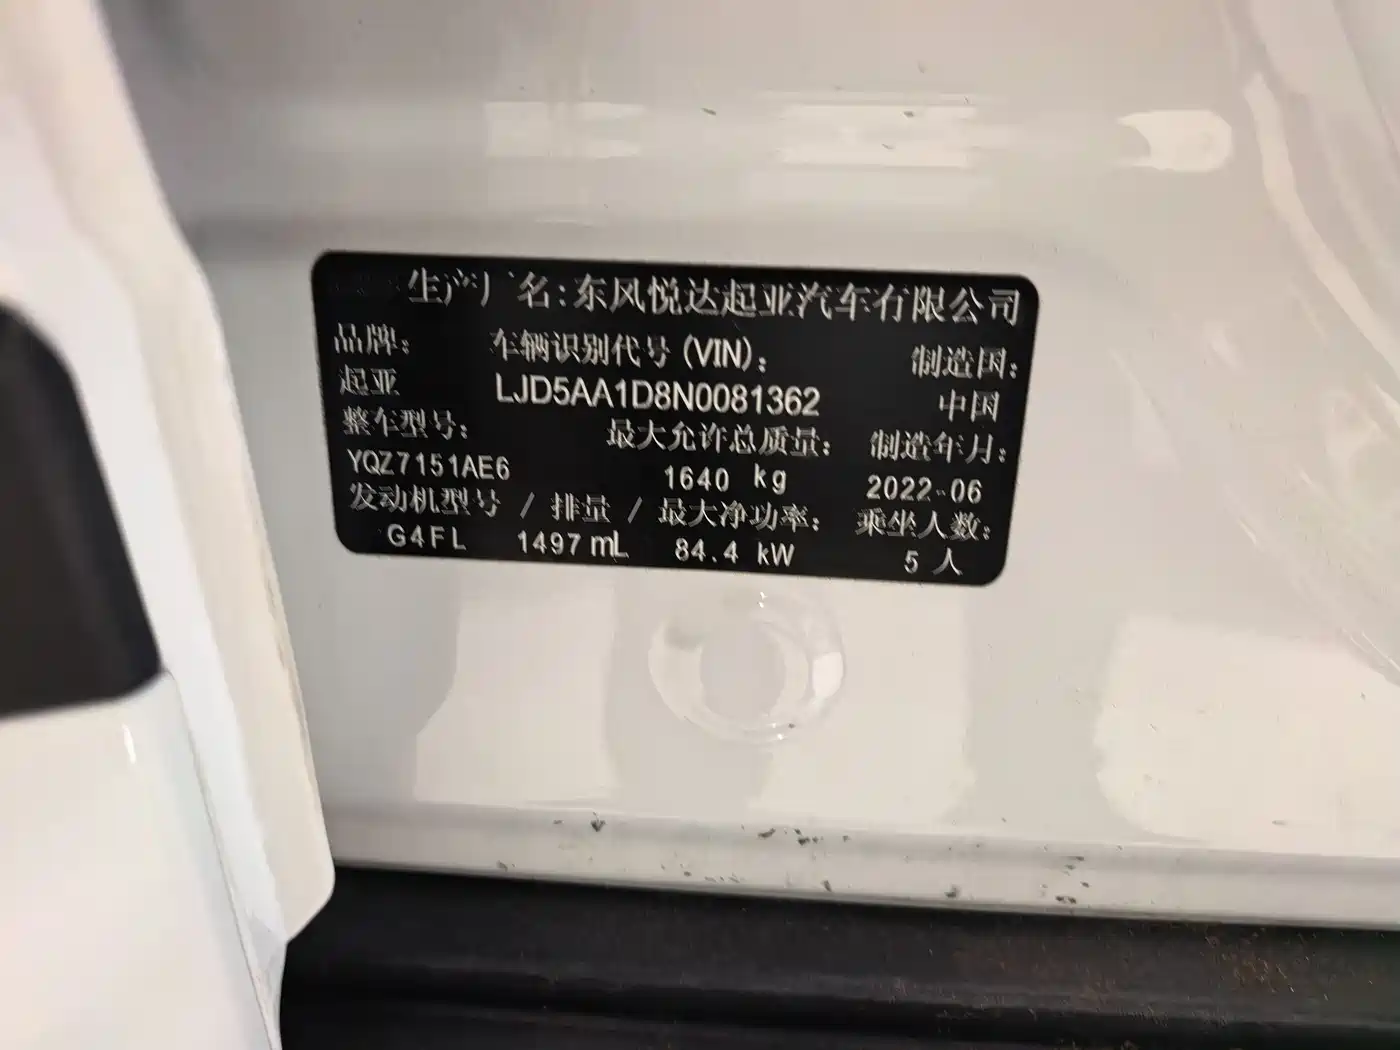 生产厂名:东风悦达起亚汽车有限公司
品牌: 车辆识别代号(VIN): 制造国:
起亚 LJD5AA1D8N0081362 中国
整车型号: 最大允许总质量: 制造年月:
YQZ7151AE6 1640 kg 2022-06
发动机型号 / 排量 / 最大净功率: 乘坐人数:
G4FL 1497 mL 84.4 kW 5 人